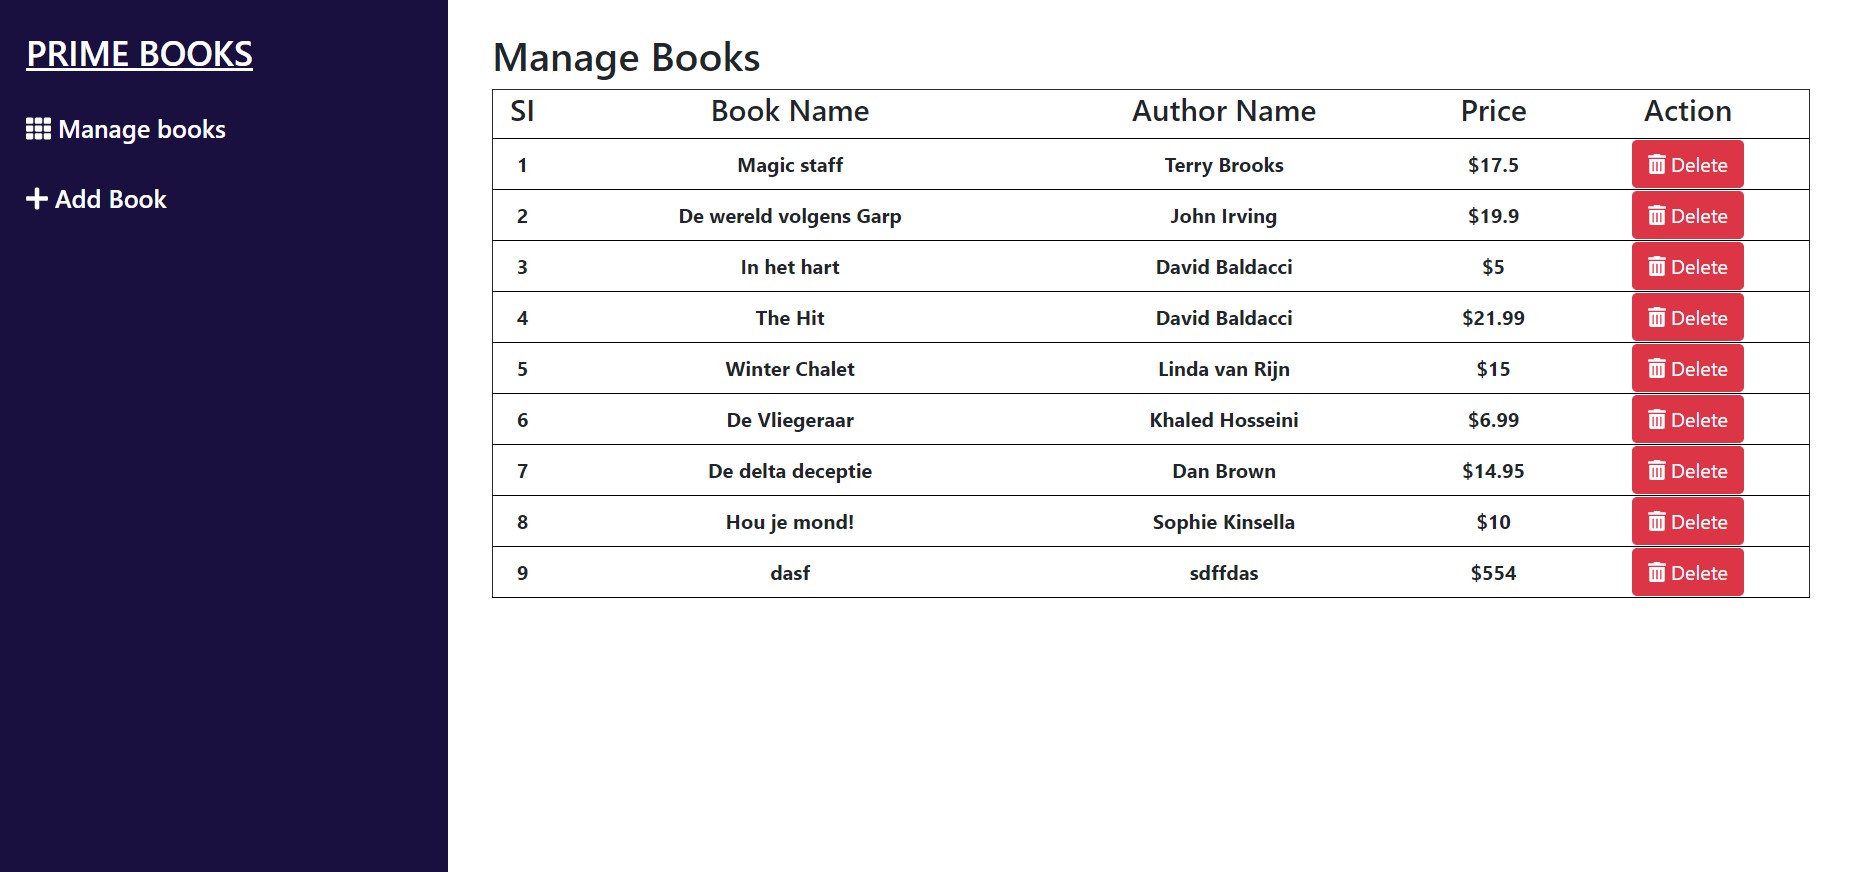 PRIME BOOKS
Manage books
Add Book
Manage Books
SI Book Name Author Name Price Action
1 Magic staff Terry Brooks $17.5 Delete
2 De wereld volgens Garp John Irving $19.9 Delete
3 In het hart David Baldacci $5 Delete
4 The Hit David Baldacci $21.99 Delete
5 Winter Chalet Linda van Rijn $15 Delete
6 De Vliegeraar Khaled Hosseini $6.99 Delete
7 De delta deceptie Dan Brown $14.95 Delete
8 Hou je mond! Sophie Kinsella $10 Delete
9 dasf sdffdas $554 Delete